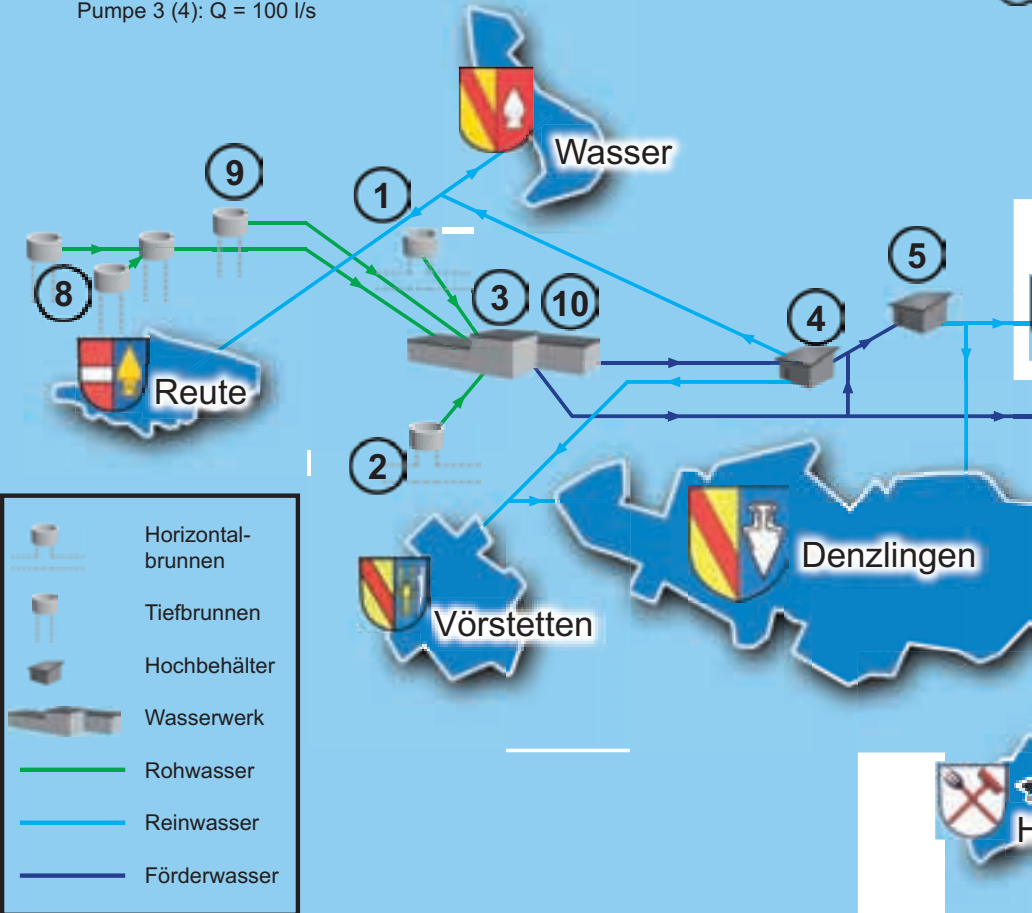 Pumpe 3 (4): Q = 100 l/s
Wasser
9
1
5
8
3
10
4
Reute
2
Denzlingen
Vörstetten
Horizontal-
brunnen
Tiefbrunnen
Hochbehälter
Wasserwerk
Rohwasser
Reinwasser
Förderwasser
H